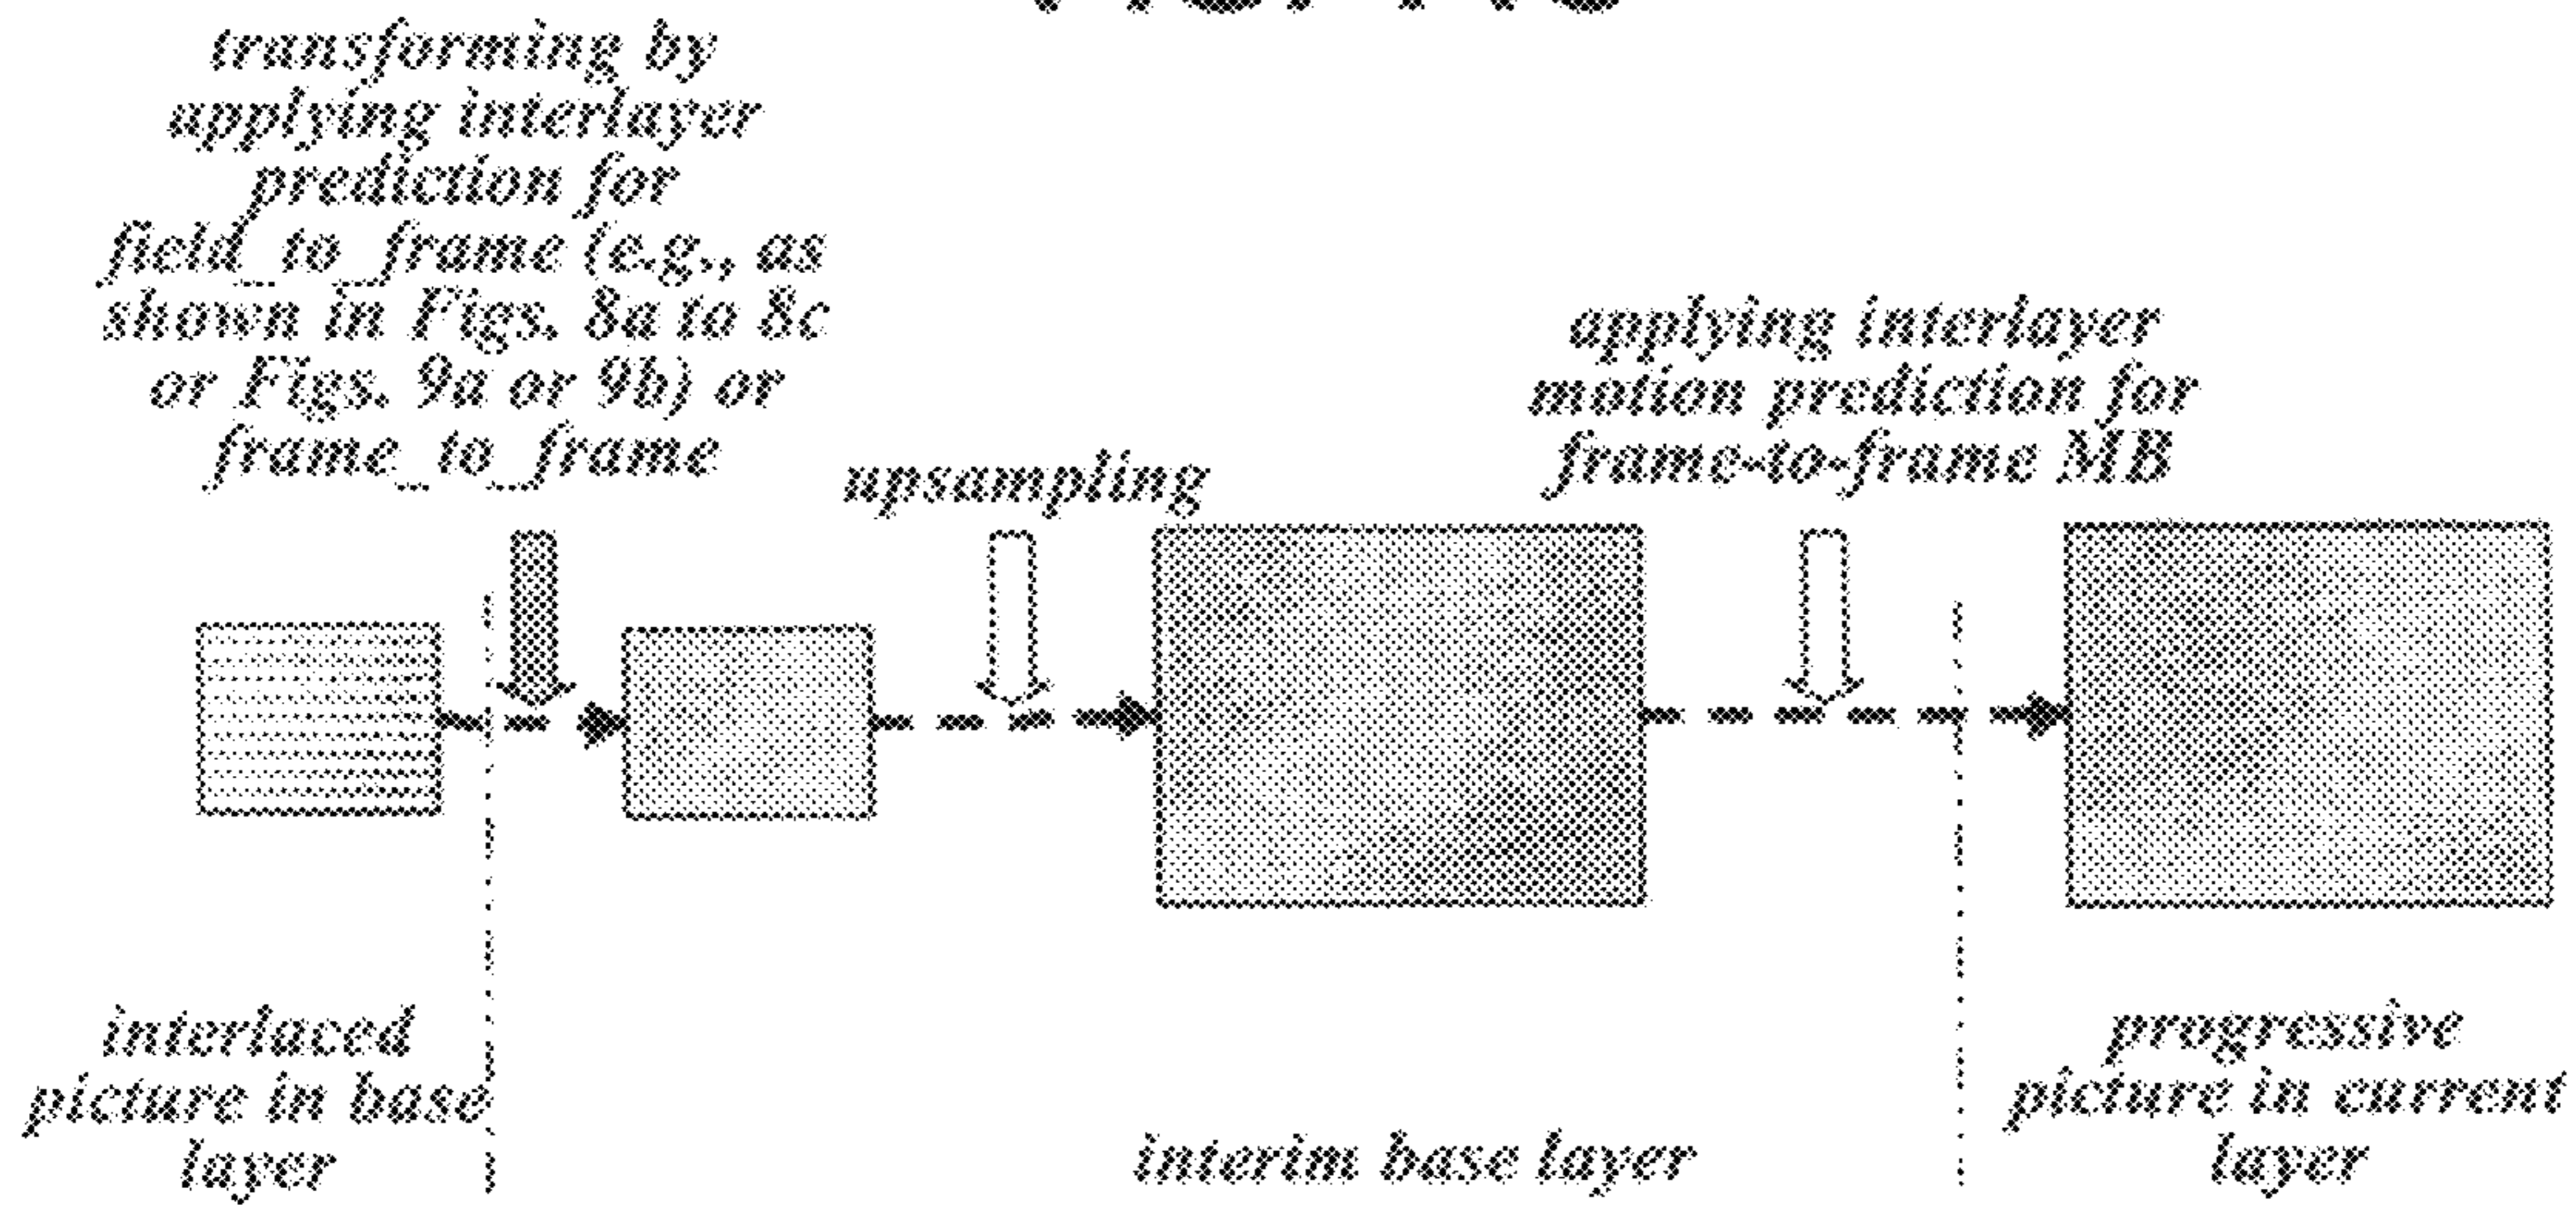 transforming by
applying interlayer
prediction for
field_to_frame (e.g., as
shown in Figs. 8a to 8c
or Figs. 9a or 9b) or
frame_to_frame
upsampling
applying interlayer
motion prediction for
frame-to-frame MB
interlaced
picture in base
layer
interim base layer
progressive
picture in current
layer